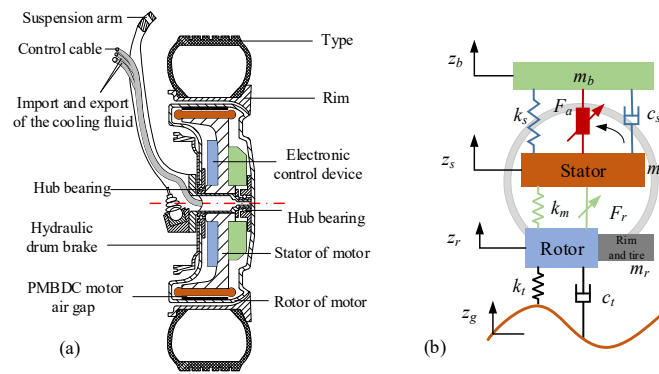 Suspension arm
Control cable
Import and export
of the cooling fluid
Hub bearing
Hydraulic
drum brake
PMBDC motor
air gap
(a)
Type
Rim
Electronic
control device
Hub bearing
Stator of motor
Rotor of motor
z_b
m_b
k_s
F_a
c_s
z_s
Stator
m
k_m
F_r
z_r
Rotor
Rim
and tire
m_r
k_t
c_t
z_g
(b)